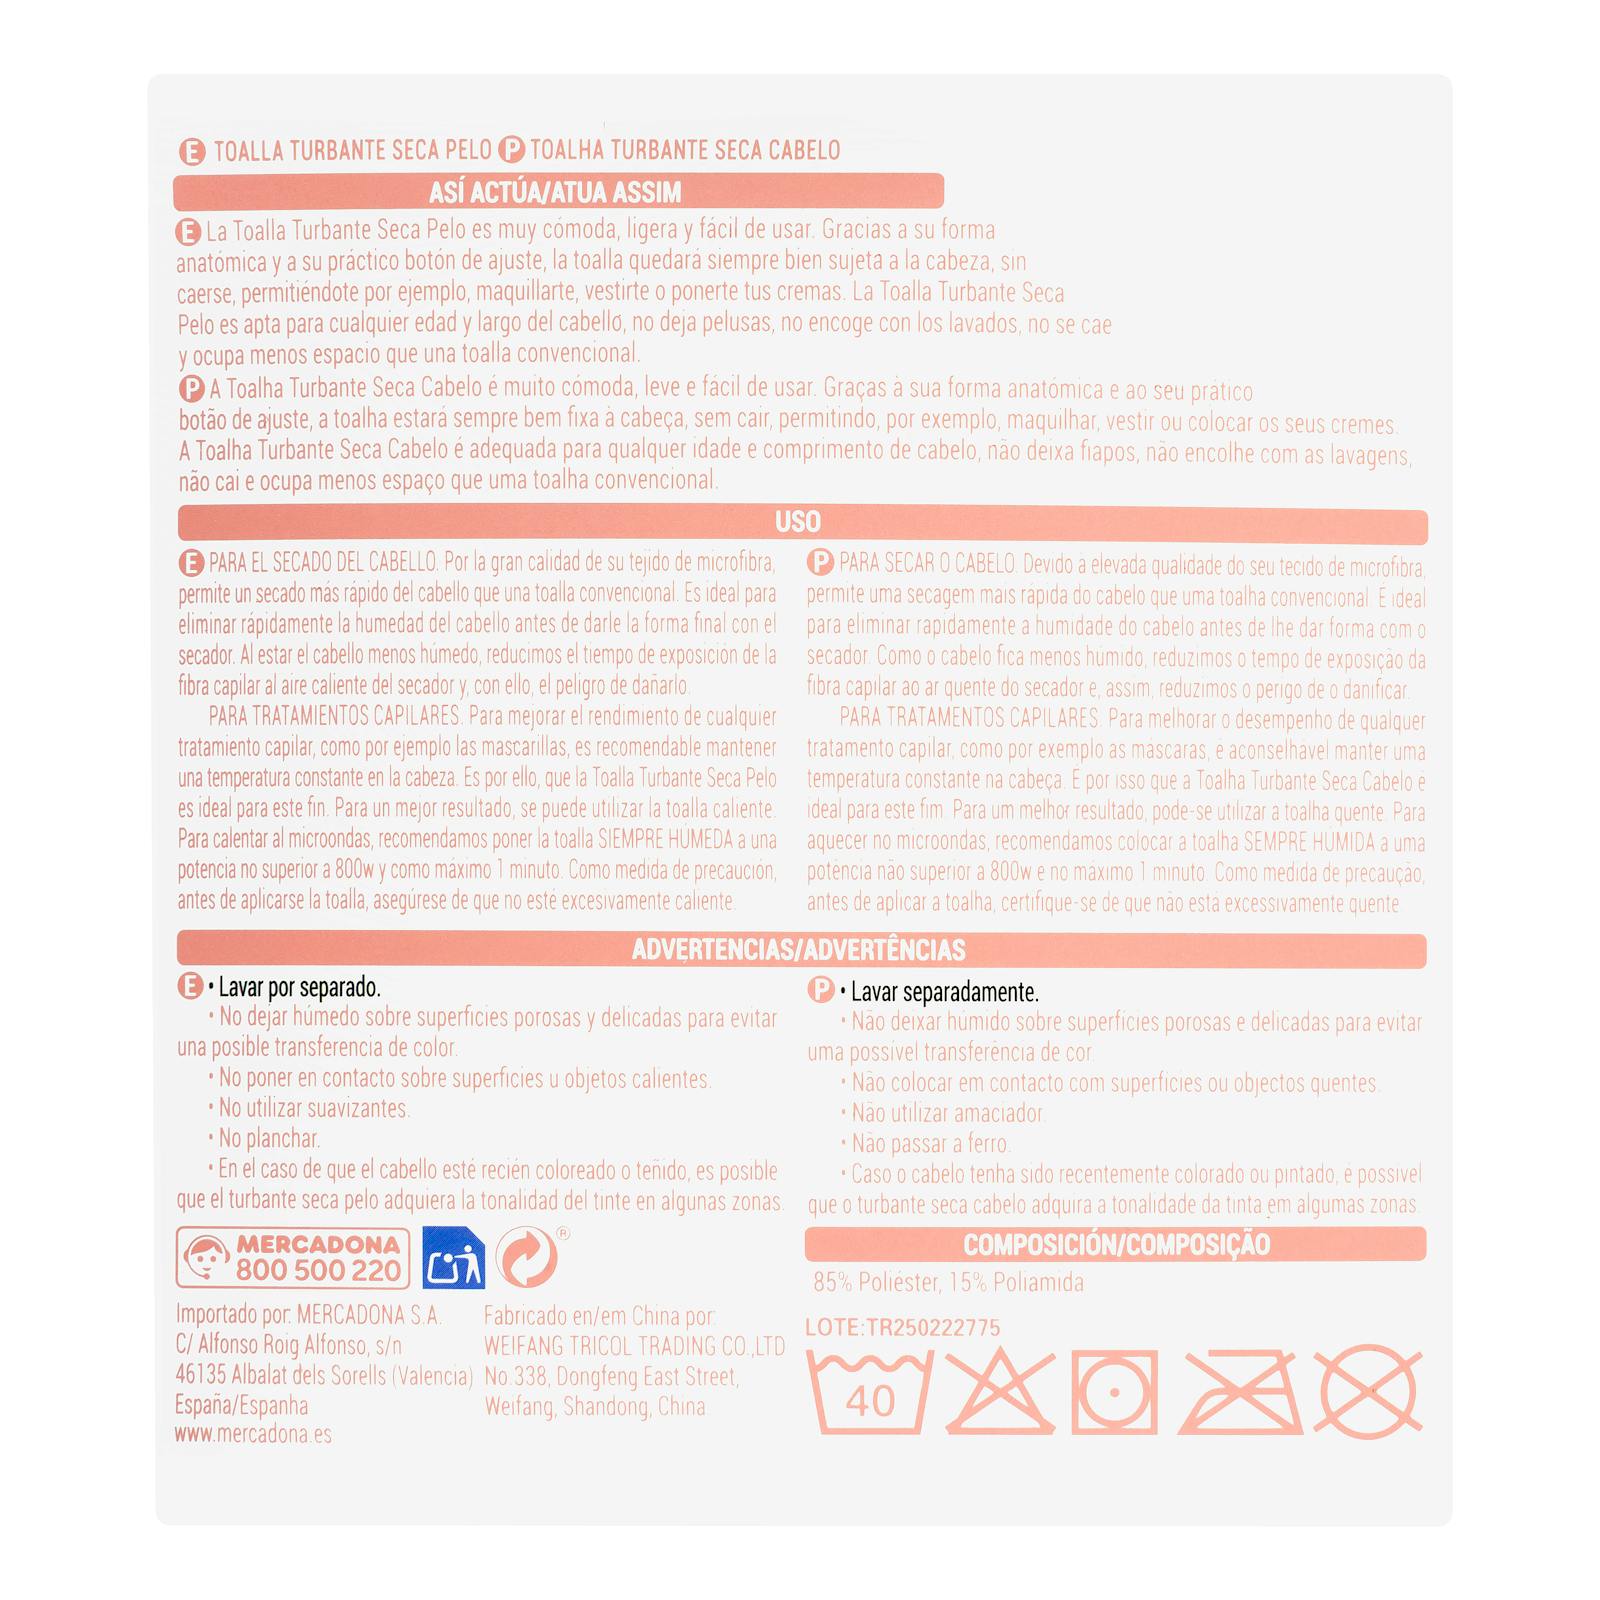 E TOALLA TURBANTE SECA PELO P TOALHA TURBANTE SECA CABELO
ASÍ ACTÚA/ATUA ASSIM
E La Toalla Turbante Seca Pelo es muy cómoda, ligera y fácil de usar. Gracias a su forma
anatómica y a su práctico botón de ajuste, la toalla quedará siempre bien sujeta a la cabeza, sin
caerse, permitiéndote por ejemplo, maquillarte, vestirte o ponerte tus cremas. La Toalla Turbante Seca
Pelo es apta para cualquier edad y largo del cabello, no deja pelusas, no encoge con los lavados, no se cae
y ocupa menos espacio que una toalla convencional.
P A Toalha Turbante Seca Cabelo é muito cómoda, leve e fácil de usar. Graças à sua forma anatómica e ao seu prático
botão de ajuste, a toalha estará sempre bem fixa à cabeça, sem cair, permitindo, por exemplo, maquilhar, vestir ou colocar os seus cremes.
A Toalha Turbante Seca Cabelo é adequada para qualquer idade e comprimento de cabelo, não deixa fiapos, não encolhe com as lavagens,
não cai e ocupa menos espaço que uma toalha convencional.
USO
E PARA EL SECADO DEL CABELLO. Por la gran calidad de su tejido de microfibra,
permite un secado más rápido del cabello que una toalla convencional. Es ideal para
eliminar rápidamente la humedad del cabello antes de darle la forma final con el
secador. Al estar el cabello menos húmedo, reducimos el tiempo de exposición de la
fibra capilar al aire caliente del secador y, con ello, el peligro de dañarlo.
PARA TRATAMIENTOS CAPILARES. Para mejorar el rendimiento de cualquier
tratamiento capilar, como por ejemplo las mascarillas, es recomendable mantener
una temperatura constante en la cabeza. Es por ello, que la Toalla Turbante Seca Pelo
es ideal para este fin. Para un mejor resultado, se puede utilizar la toalla caliente.
Para calentar al microondas, recomendamos poner la toalla SIEMPRE HÚMEDA a una
potencia no superior a 800w y como máximo 1 minuto. Como medida de precaución,
antes de aplicarse la toalla, asegúrese de que no esté excesivamente caliente.
P PARA SECAR O CABELO. Devido à elevada qualidade do seu tecido de microfibra,
permite uma secagem mais rápida do cabelo que uma toalha convencional. É ideal
para eliminar rapidamente a humidade do cabelo antes de lhe dar forma com o
secador. Como o cabelo fica menos húmido, reduzimos o tempo de exposição da
fibra capilar ao ar quente do secador e, assim, reduzimos o perigo de o danificar.
PARA TRATAMENTOS CAPILARES. Para melhorar o desempenho de qualquer
tratamento capilar, como por exemplo as máscaras, é aconselhável manter uma
temperatura constante na cabeça. É por isso que a Toalha Turbante Seca Cabelo é
ideal para este fim. Para um melhor resultado, pode-se utilizar a toalha quente. Para
aquecer no microondas, recomendamos colocar a toalha SEMPRE HÚMIDA a uma
potência não superior a 800w e no máximo 1 minuto. Como medida de precaução,
antes de aplicar a toalha, certifique-se de que não está excessivamente quente.
ADVERTENCIAS/ADVERTÊNCIAS
E • Lavar por separado.
• No dejar húmedo sobre superficies porosas y delicadas para evitar
una posible transferencia de color.
• No poner en contacto sobre superficies u objetos calientes.
• No utilizar suavizantes.
• No planchar.
• En el caso de que el cabello esté recién coloreado o teñido, es posible
que el turbante seca pelo adquiera la tonalidad del tinte en algunas zonas.
P • Lavar separadamente.
• Não deixar húmido sobre superfícies porosas e delicadas para evitar
uma possível transferência de cor.
• Não colocar em contacto com superfícies ou objectos quentes.
• Não utilizar amaciador.
• Não passar a ferro.
• Caso o cabelo tenha sido recentemente colorado ou pintado, é possível
que o turbante seca cabelo adquira a tonalidade da tinta em algumas zonas.
MERCADONA
800 500 220
®
Importado por: MERCADONA S.A.
C/ Alfonso Roig Alfonso, s/n
46135 Albalat dels Sorells (Valencia)
España/Espanha
www.mercadona.es
Fabricado en/em China por:
WEIFANG TRICOL TRADING CO.,LTD
No.338, Dongfeng East Street,
Weifang, Shandong, China
COMPOSICIÓN/COMPOSIÇÃO
85% Poliéster, 15% Poliamida
LOTE:TR250222775
40